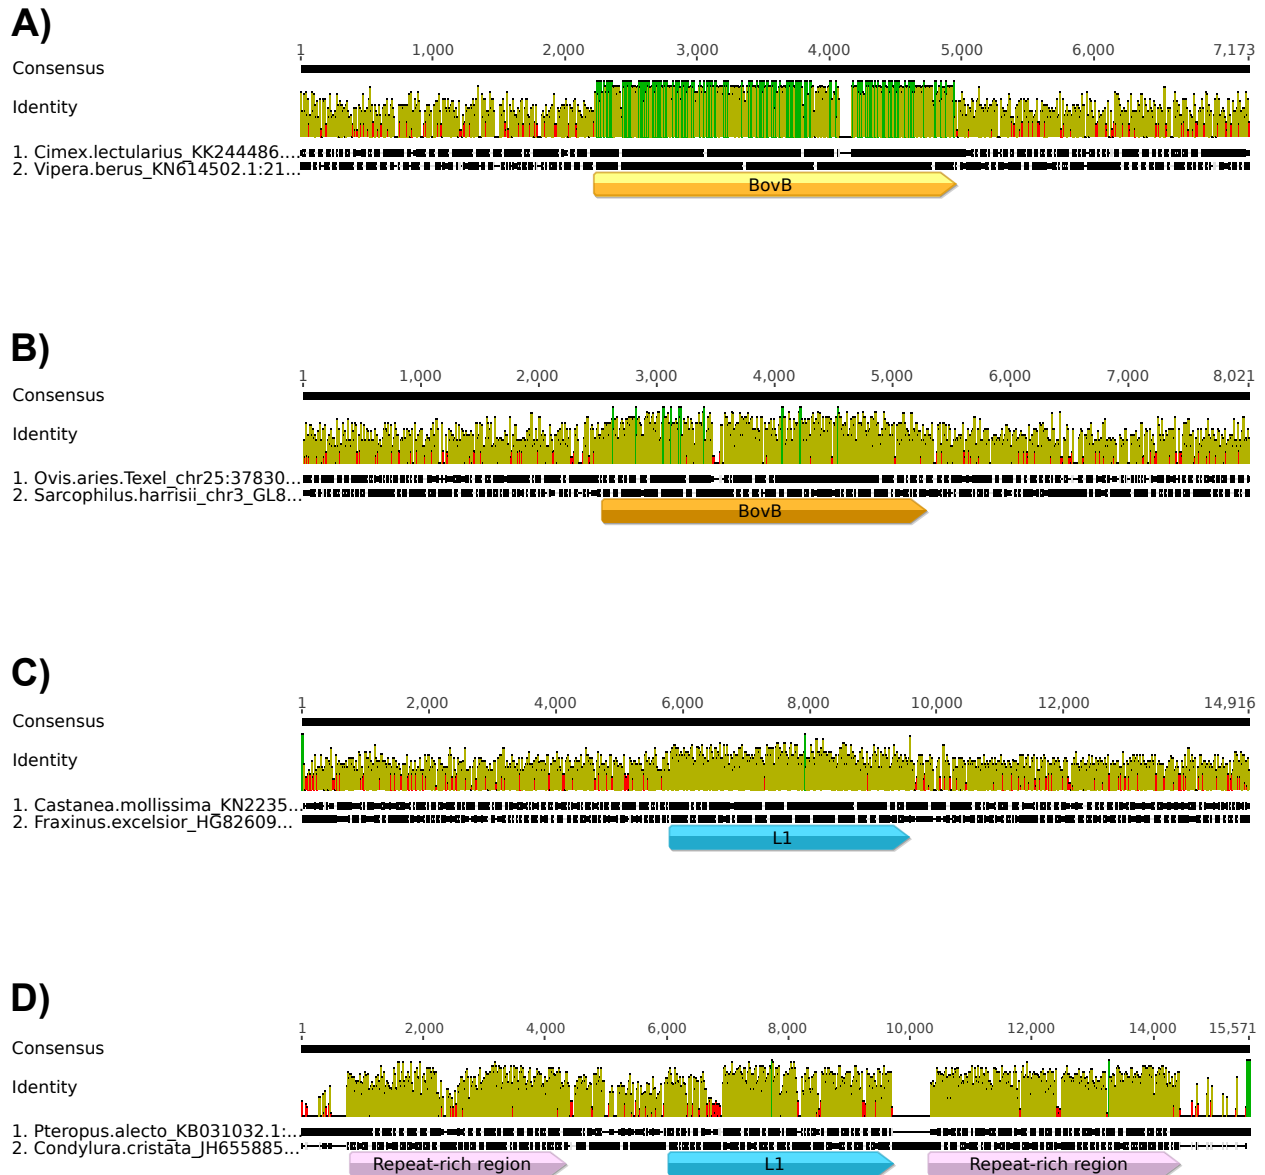 A)
1 1,000 2,000 3,000 4,000 5,000 6,000 7,173
Consensus
Identity
1. Cimex.lectularius_KK244486....
2. Vipera.berus_KN614502.1:21...
BovB
B)
1 1,000 2,000 3,000 4,000 5,000 6,000 7,000 8,021
Consensus
Identity
1. Ovis.aries.Texel_chr25:37830...
2. Sarcophilus.harrisii_chr3_GL8...
BovB
C)
1 2,000 4,000 6,000 8,000 10,000 12,000 14,916
Consensus
Identity
1. Castanea.mollissima_KN2235...
2. Fraxinus.excelsior_HG82609...
L1
D)
1 2,000 4,000 6,000 8,000 10,000 12,000 14,000 15,571
Consensus
Identity
1. Pteropus.alecto_KB031032.1:...
2. Condylura.cristata_JH655885...
Repeat-rich region L1 Repeat-rich region